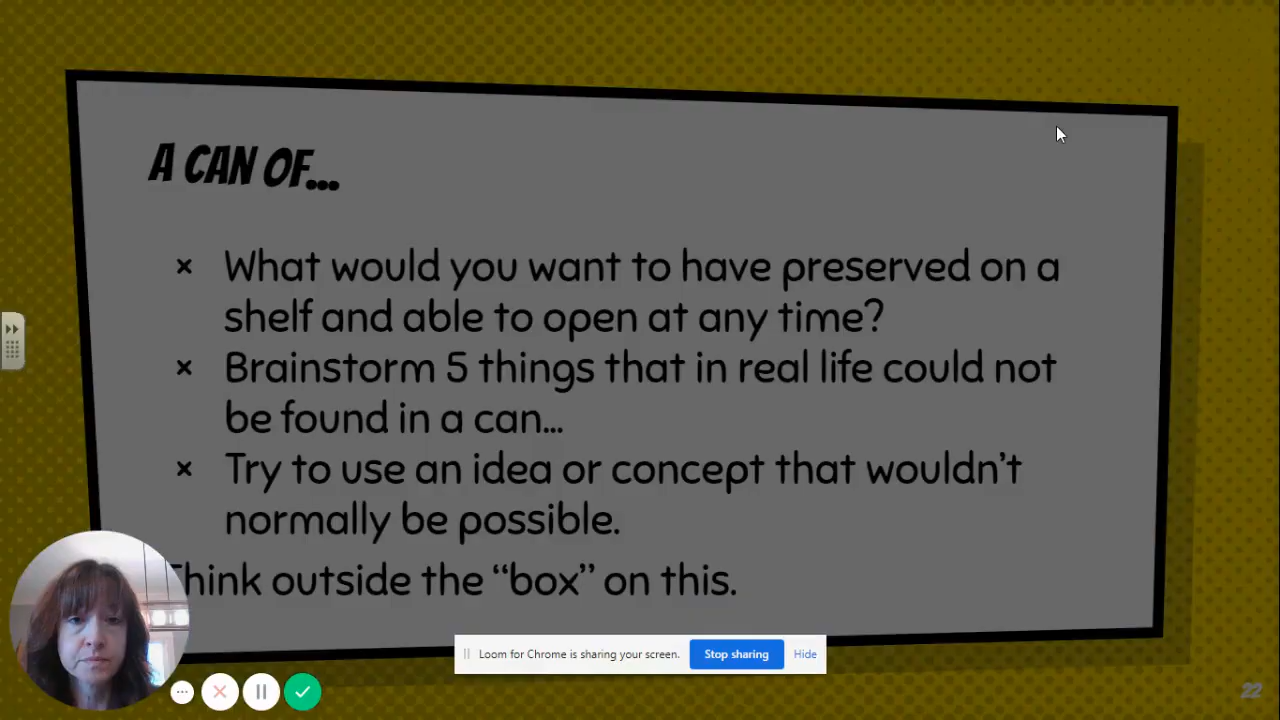 A CAN OF...
× What would you want to have preserved on a
shelf and able to open at any time?
× Brainstorm 5 things that in real life could not
be found in a can...
× Try to use an idea or concept that wouldn't
normally be possible.
Think outside the “box” on this.
Loom for Chrome is sharing your screen. Stop sharing Hide
22